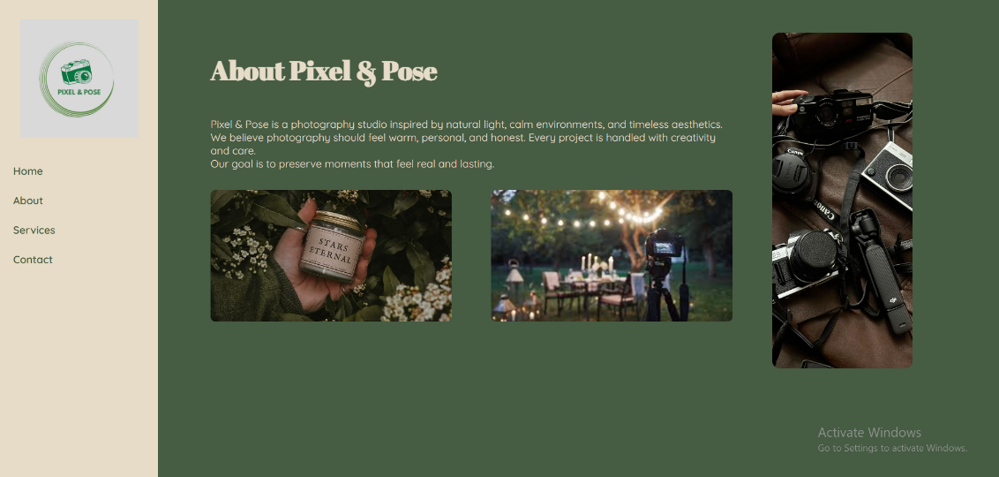 PIXEL & POSE
Home
About
Services
Contact
About Pixel & Pose
Pixel & Pose is a photography studio inspired by natural light, calm environments, and timeless aesthetics.
We believe photography should feel warm, personal, and honest. Every project is handled with creativity
and care.
Our goal is to preserve moments that feel real and lasting.
STARS
ETERNAL
Canon
Canon
dji
Activate Windows
Go to Settings to activate Windows.